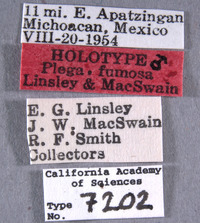 11 mi. E. Apatzingan
Michoacan, Mexico
VIII-20-1954
HOLOTYPE ♂
Plega. fumosa
Linsley & MacSwain
E. G. Linsley
J. W. MacSwain
R. F. Smith
Collectors
California Academy
of Sciences
Type
No. 7202